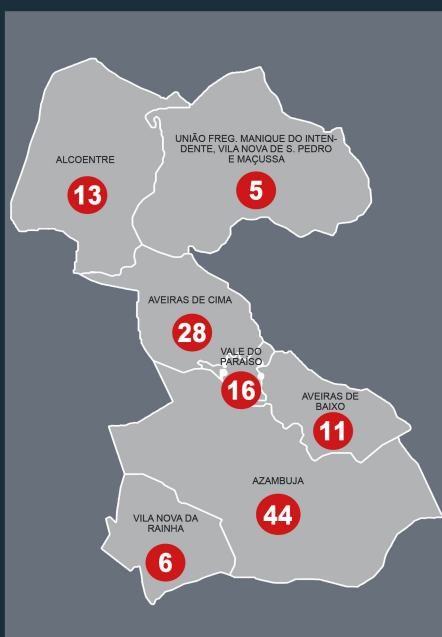 UNIÃO FREG. MANIQUE DO INTEN-
DENTE, VILA NOVA DE S. PEDRO
E MAÇUSSA
5
ALCOENTRE
13
AVEIRAS DE CIMA
28
VALE DO
PARAÍSO
16
AVEIRAS DE
BAIXO
11
AZAMBUJA
44
VILA NOVA DA
RAINHA
6